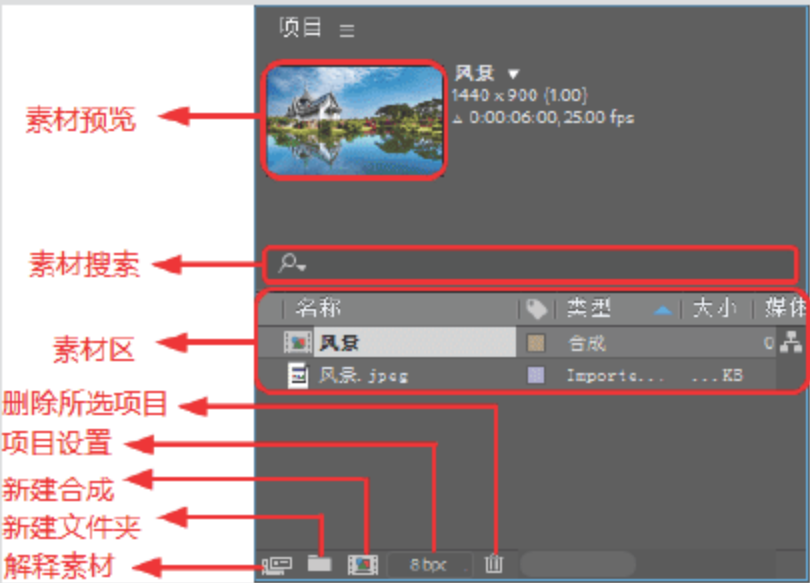 项目
素材预览
风景
1440 x 900 (1.00)
Δ 0:00:06:00, 25.00 fps
素材搜索
名称 类型 大小 媒体
素材区
风景 合成 0
风景.jpeg Importe... ...KB
删除所选项目
项目设置
新建合成
新建文件夹
解释素材 8 bpc